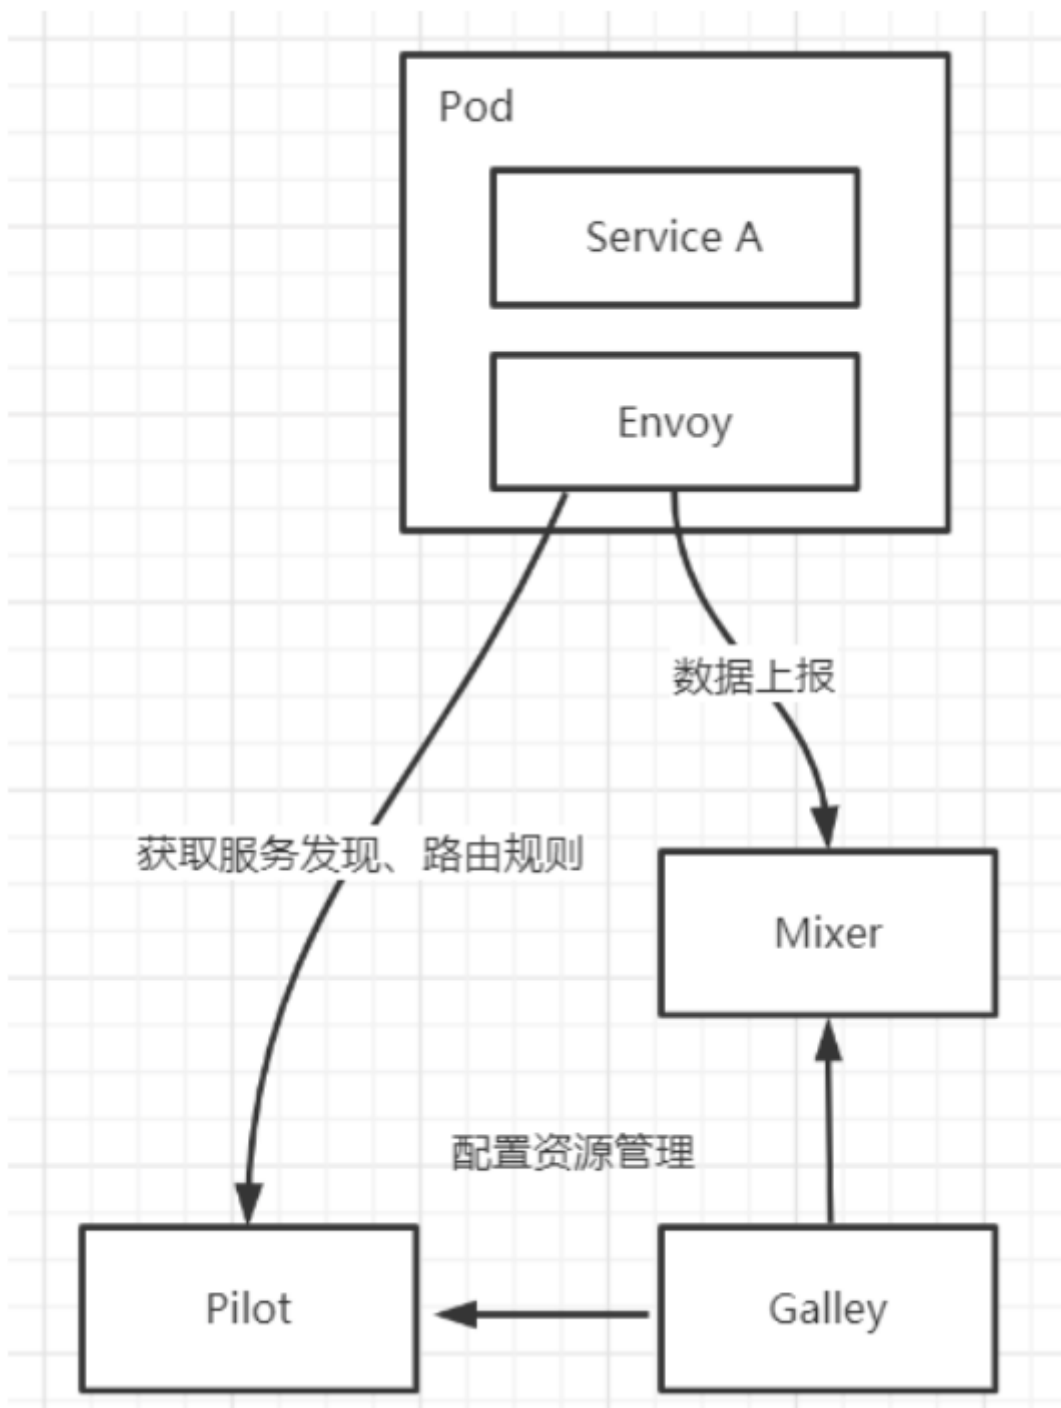 Pod
Service A
Envoy
数据上报
获取服务发现、路由规则
Mixer
配置资源管理
Pilot
Galley